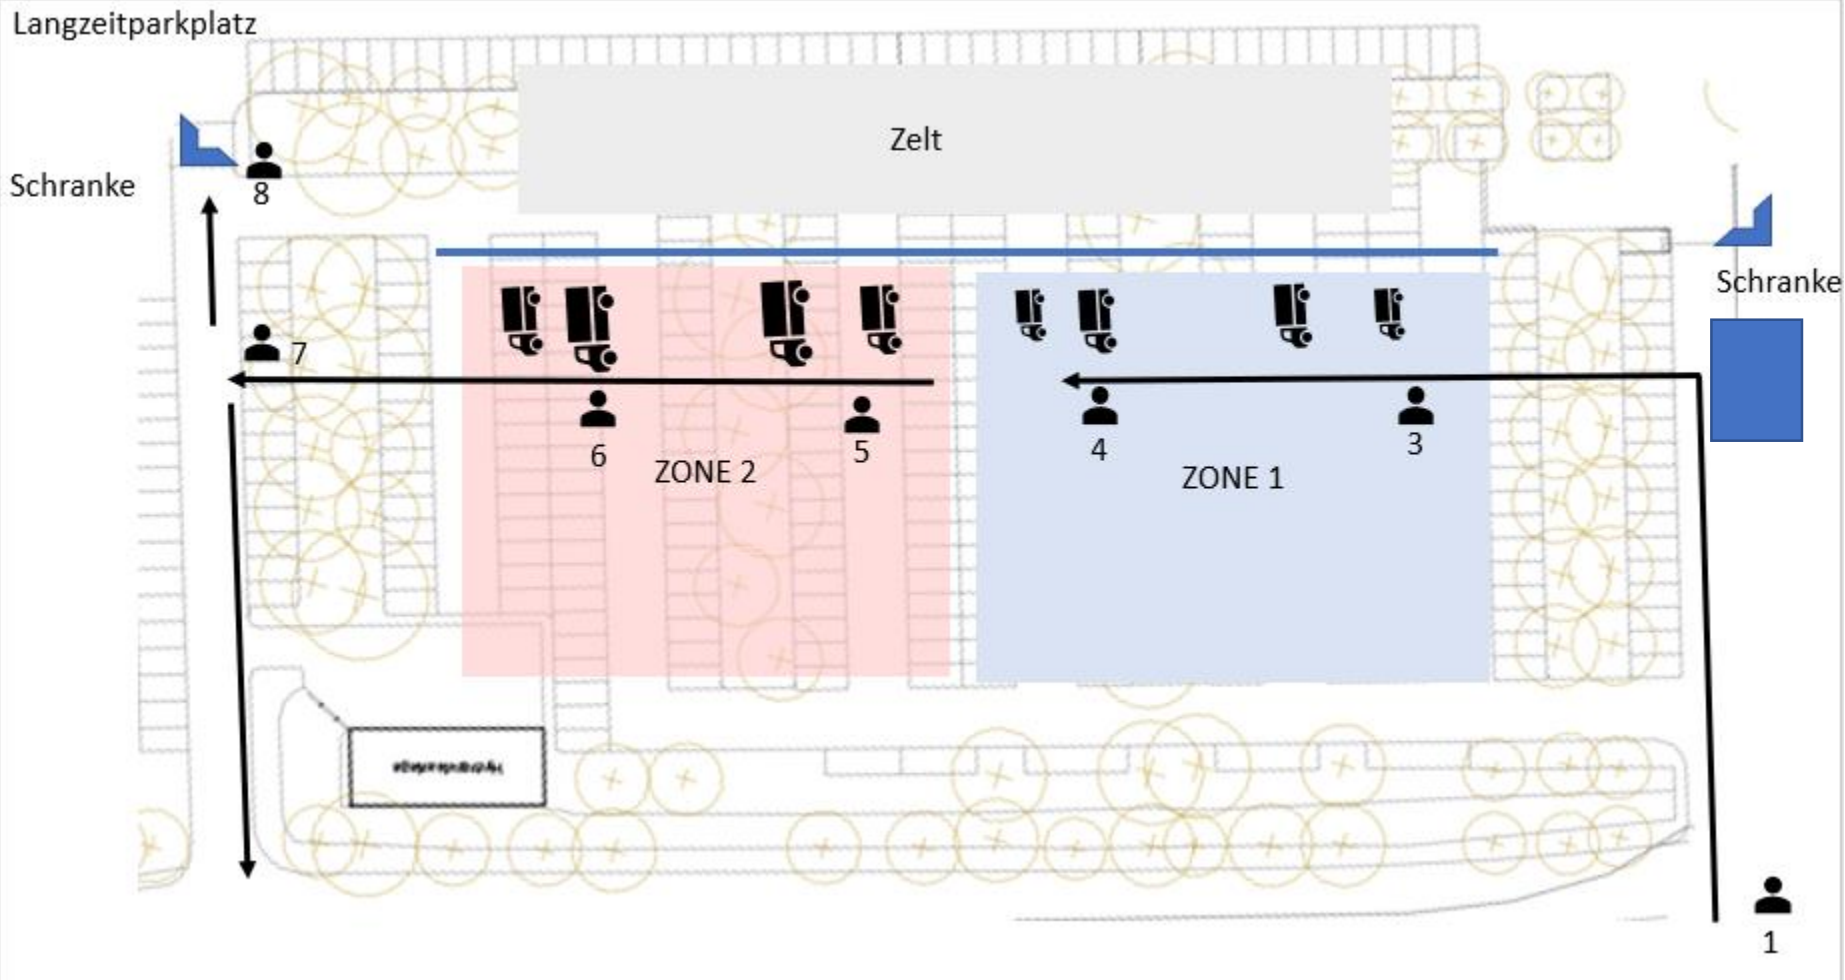 Langzeitparkplatz
Zelt
Schranke
8
Schranke
7
6
5
4
3
ZONE 2
ZONE 1
1